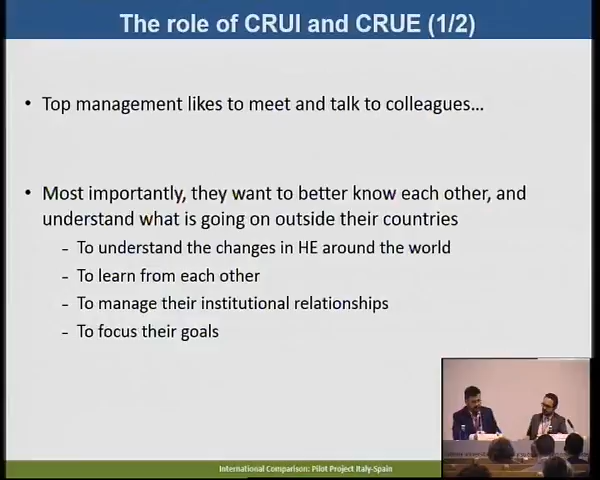 The role of CRUI and CRUE (1/2)
• Top management likes to meet and talk to colleagues...
• Most importantly, they want to better know each other, and
understand what is going on outside their countries
– To understand the changes in HE around the world
– To learn from each other
– To manage their institutional relationships
– To focus their goals
International Comparison: Pilot Project Italy-Spain